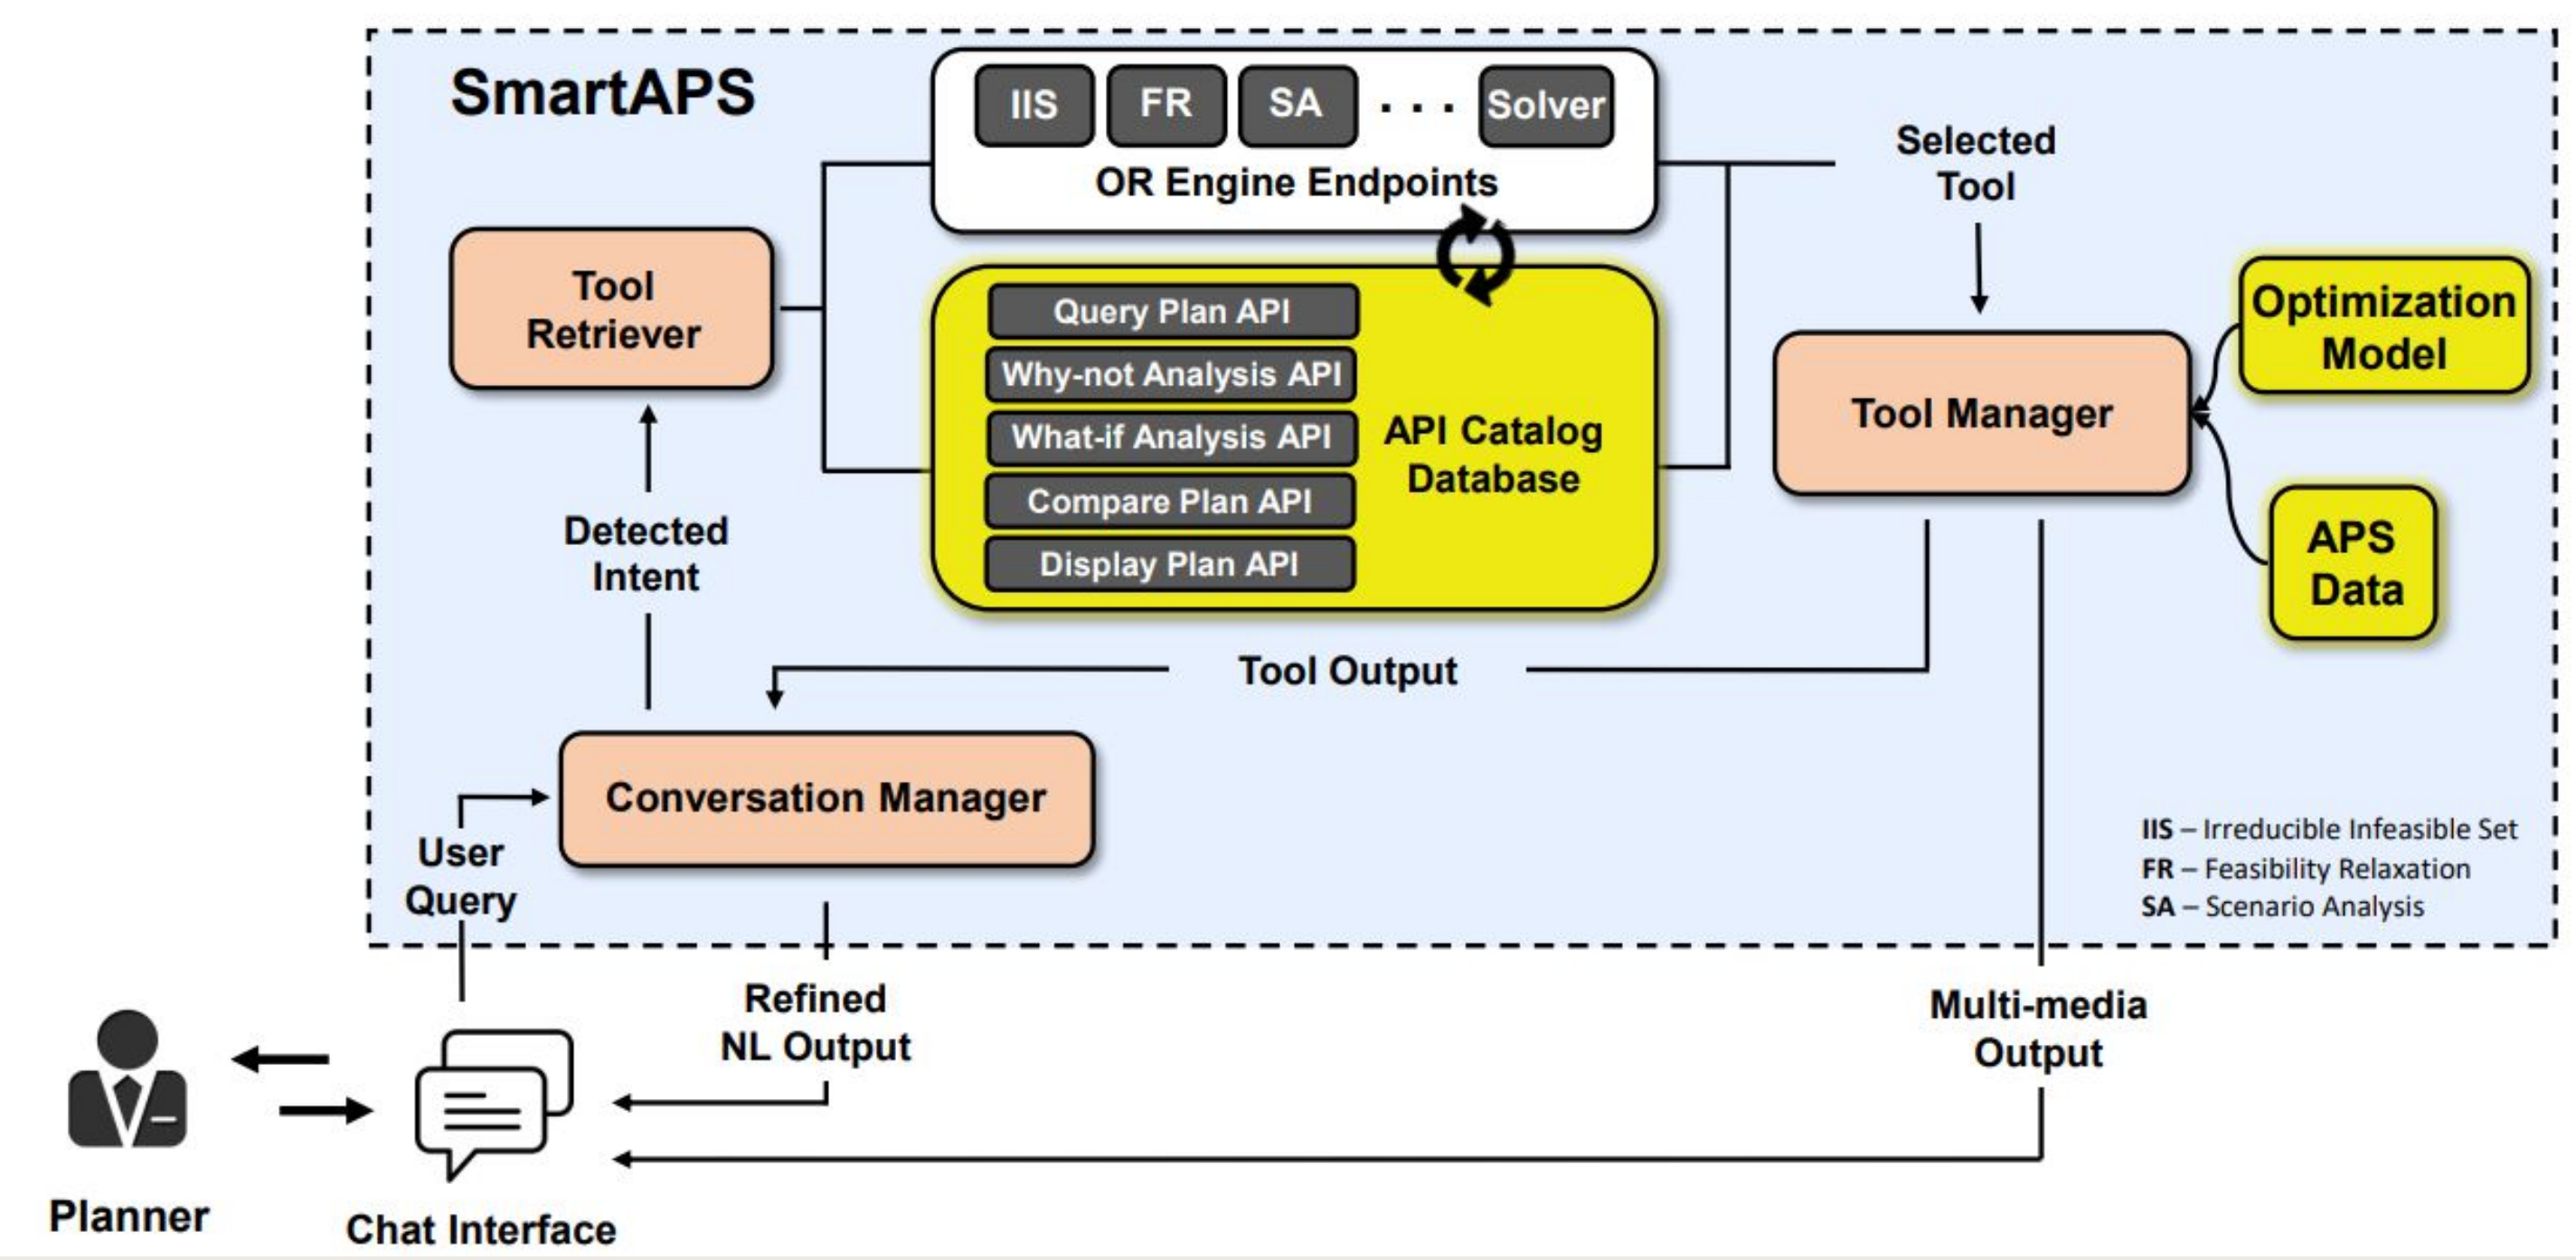 SmartAPS
IIS
FR
SA
. . .
Solver
OR Engine Endpoints
Selected
Tool
Tool
Retriever
Query Plan API
Why-not Analysis API
What-if Analysis API
Compare Plan API
Display Plan API
API Catalog
Database
Tool Manager
Optimization
Model
APS
Data
Detected
Intent
Tool Output
Conversation Manager
User
Query
IIS – Irreducible Infeasible Set
FR – Feasibility Relaxation
SA – Scenario Analysis
Refined
NL Output
Multi-media
Output
Planner
Chat Interface